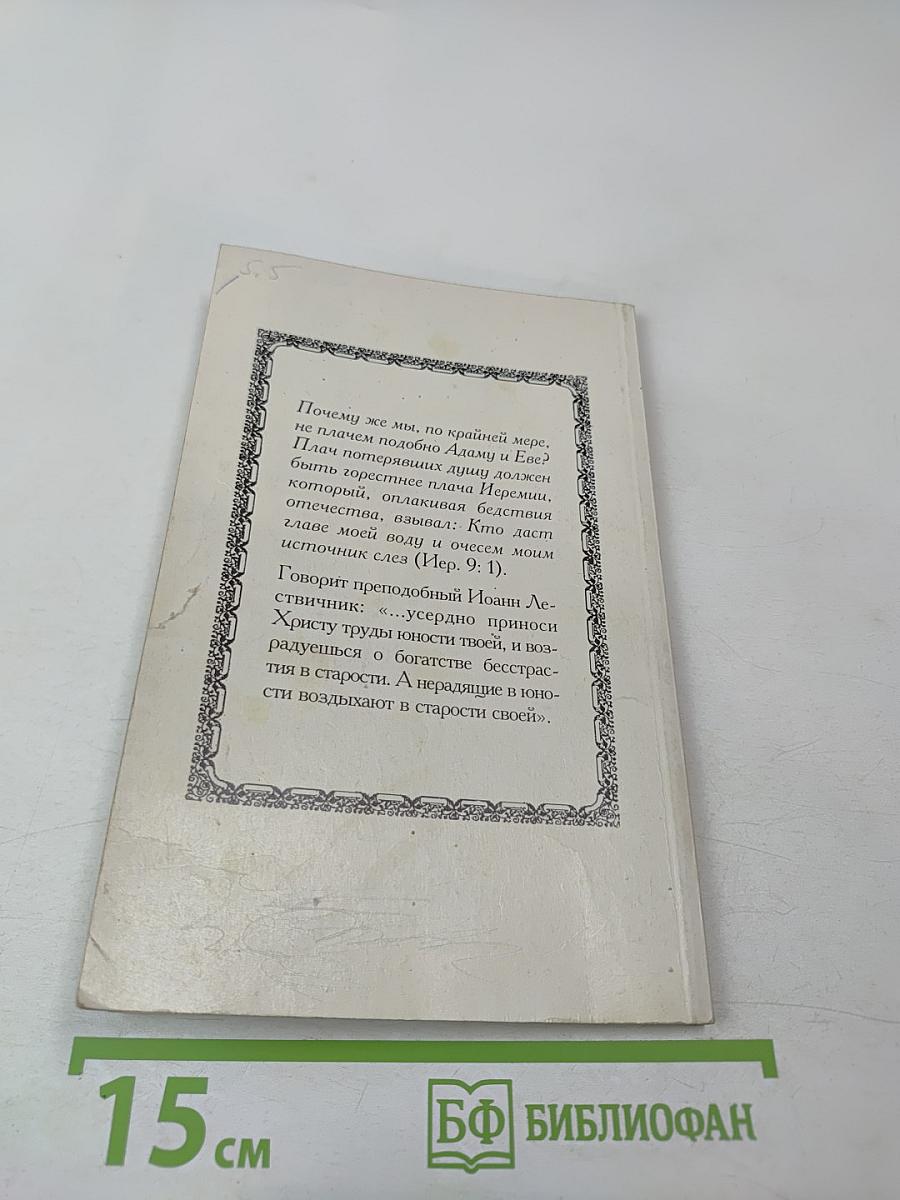 5.5
Почему же мы, по крайней мере,
не плачем подобно Адаму и Еве?
Плач потерявших душу должен
быть горестнее плача Иеремии,
который, оплакивая бедствия
отечества, взывал: Кто даст
главе моей воду и очесем моим
источник слез (Иер. 9: 1).
Говорит преподобный Иоанн Ле-
ствичник: «...усердно приноси
Христу труды юности твоей, и воз-
радуешься о богатстве бесстрас-
тия в старости. А нерадящие в юно-
сти воздыхают в старости своей».
15 см
БФ БИБЛИОФАН